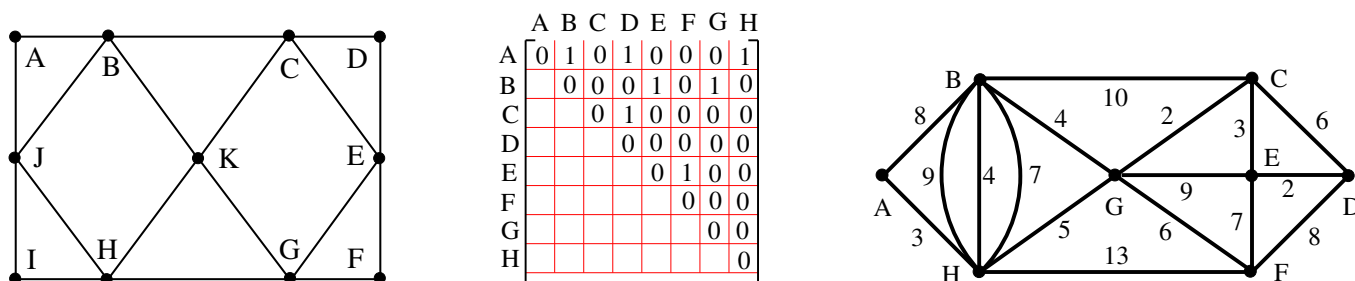 A B C D
J K E
I H G F
A B C D E F G H
A 0 1 0 1 0 0 0 1
B 0 0 0 1 0 1 0
C 0 1 0 0 0 0
D 0 0 0 0 0
E 0 1 0 0
F 0 0 0
G 0 0
H 0
B 10 C
8 4 2 3 6
9 4 7 E
A G 9 2 D
3 5 6 7 8
H 13 F